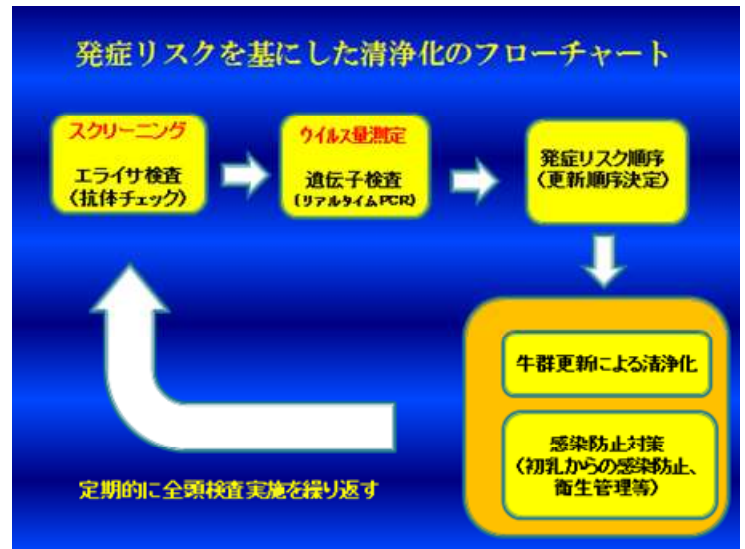 発症リスクを基にした清浄化のフローチャート
スクリーニング
エライサ検査
（抗体チェック）
ウイルス量測定
遺伝子検査
（リアルタイムPCR）
発症リスク順序
（更新順序決定）
牛群更新による清浄化
感染防止対策
（初乳からの感染防止、
衛生管理等）
定期的に全頭検査実施を繰り返す